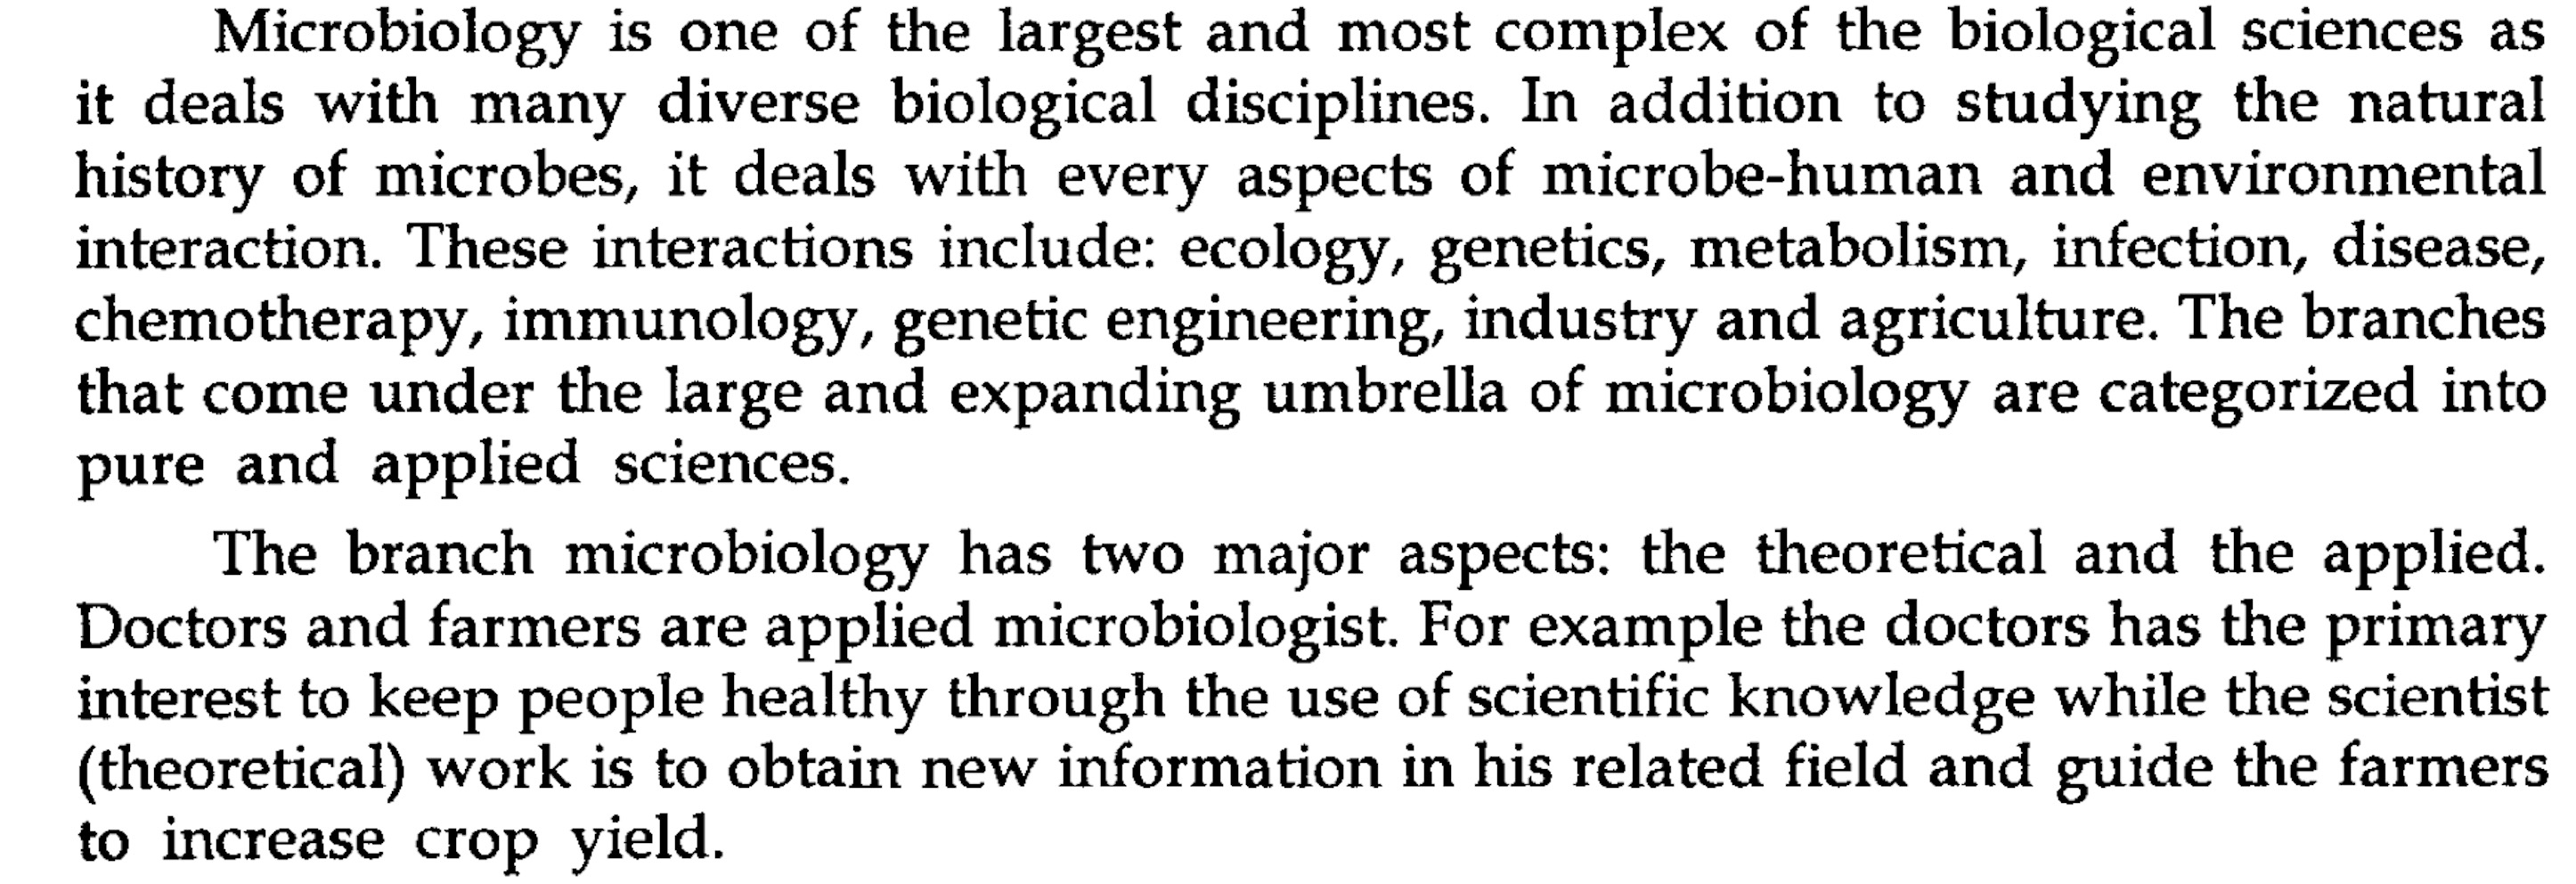 Microbiology is one of the largest and most complex of the biological sciences as
it deals with many diverse biological disciplines. In addition to studying the natural
history of microbes, it deals with every aspects of microbe-human and environmental
interaction. These interactions include: ecology, genetics, metabolism, infection, disease,
chemotherapy, immunology, genetic engineering, industry and agriculture. The branches
that come under the large and expanding umbrella of microbiology are categorized into
pure and applied sciences.
The branch microbiology has two major aspects: the theoretical and the applied.
Doctors and farmers are applied microbiologist. For example the doctors has the primary
interest to keep people healthy through the use of scientific knowledge while the scientist
(theoretical) work is to obtain new information in his related field and guide the farmers
to increase crop yield.